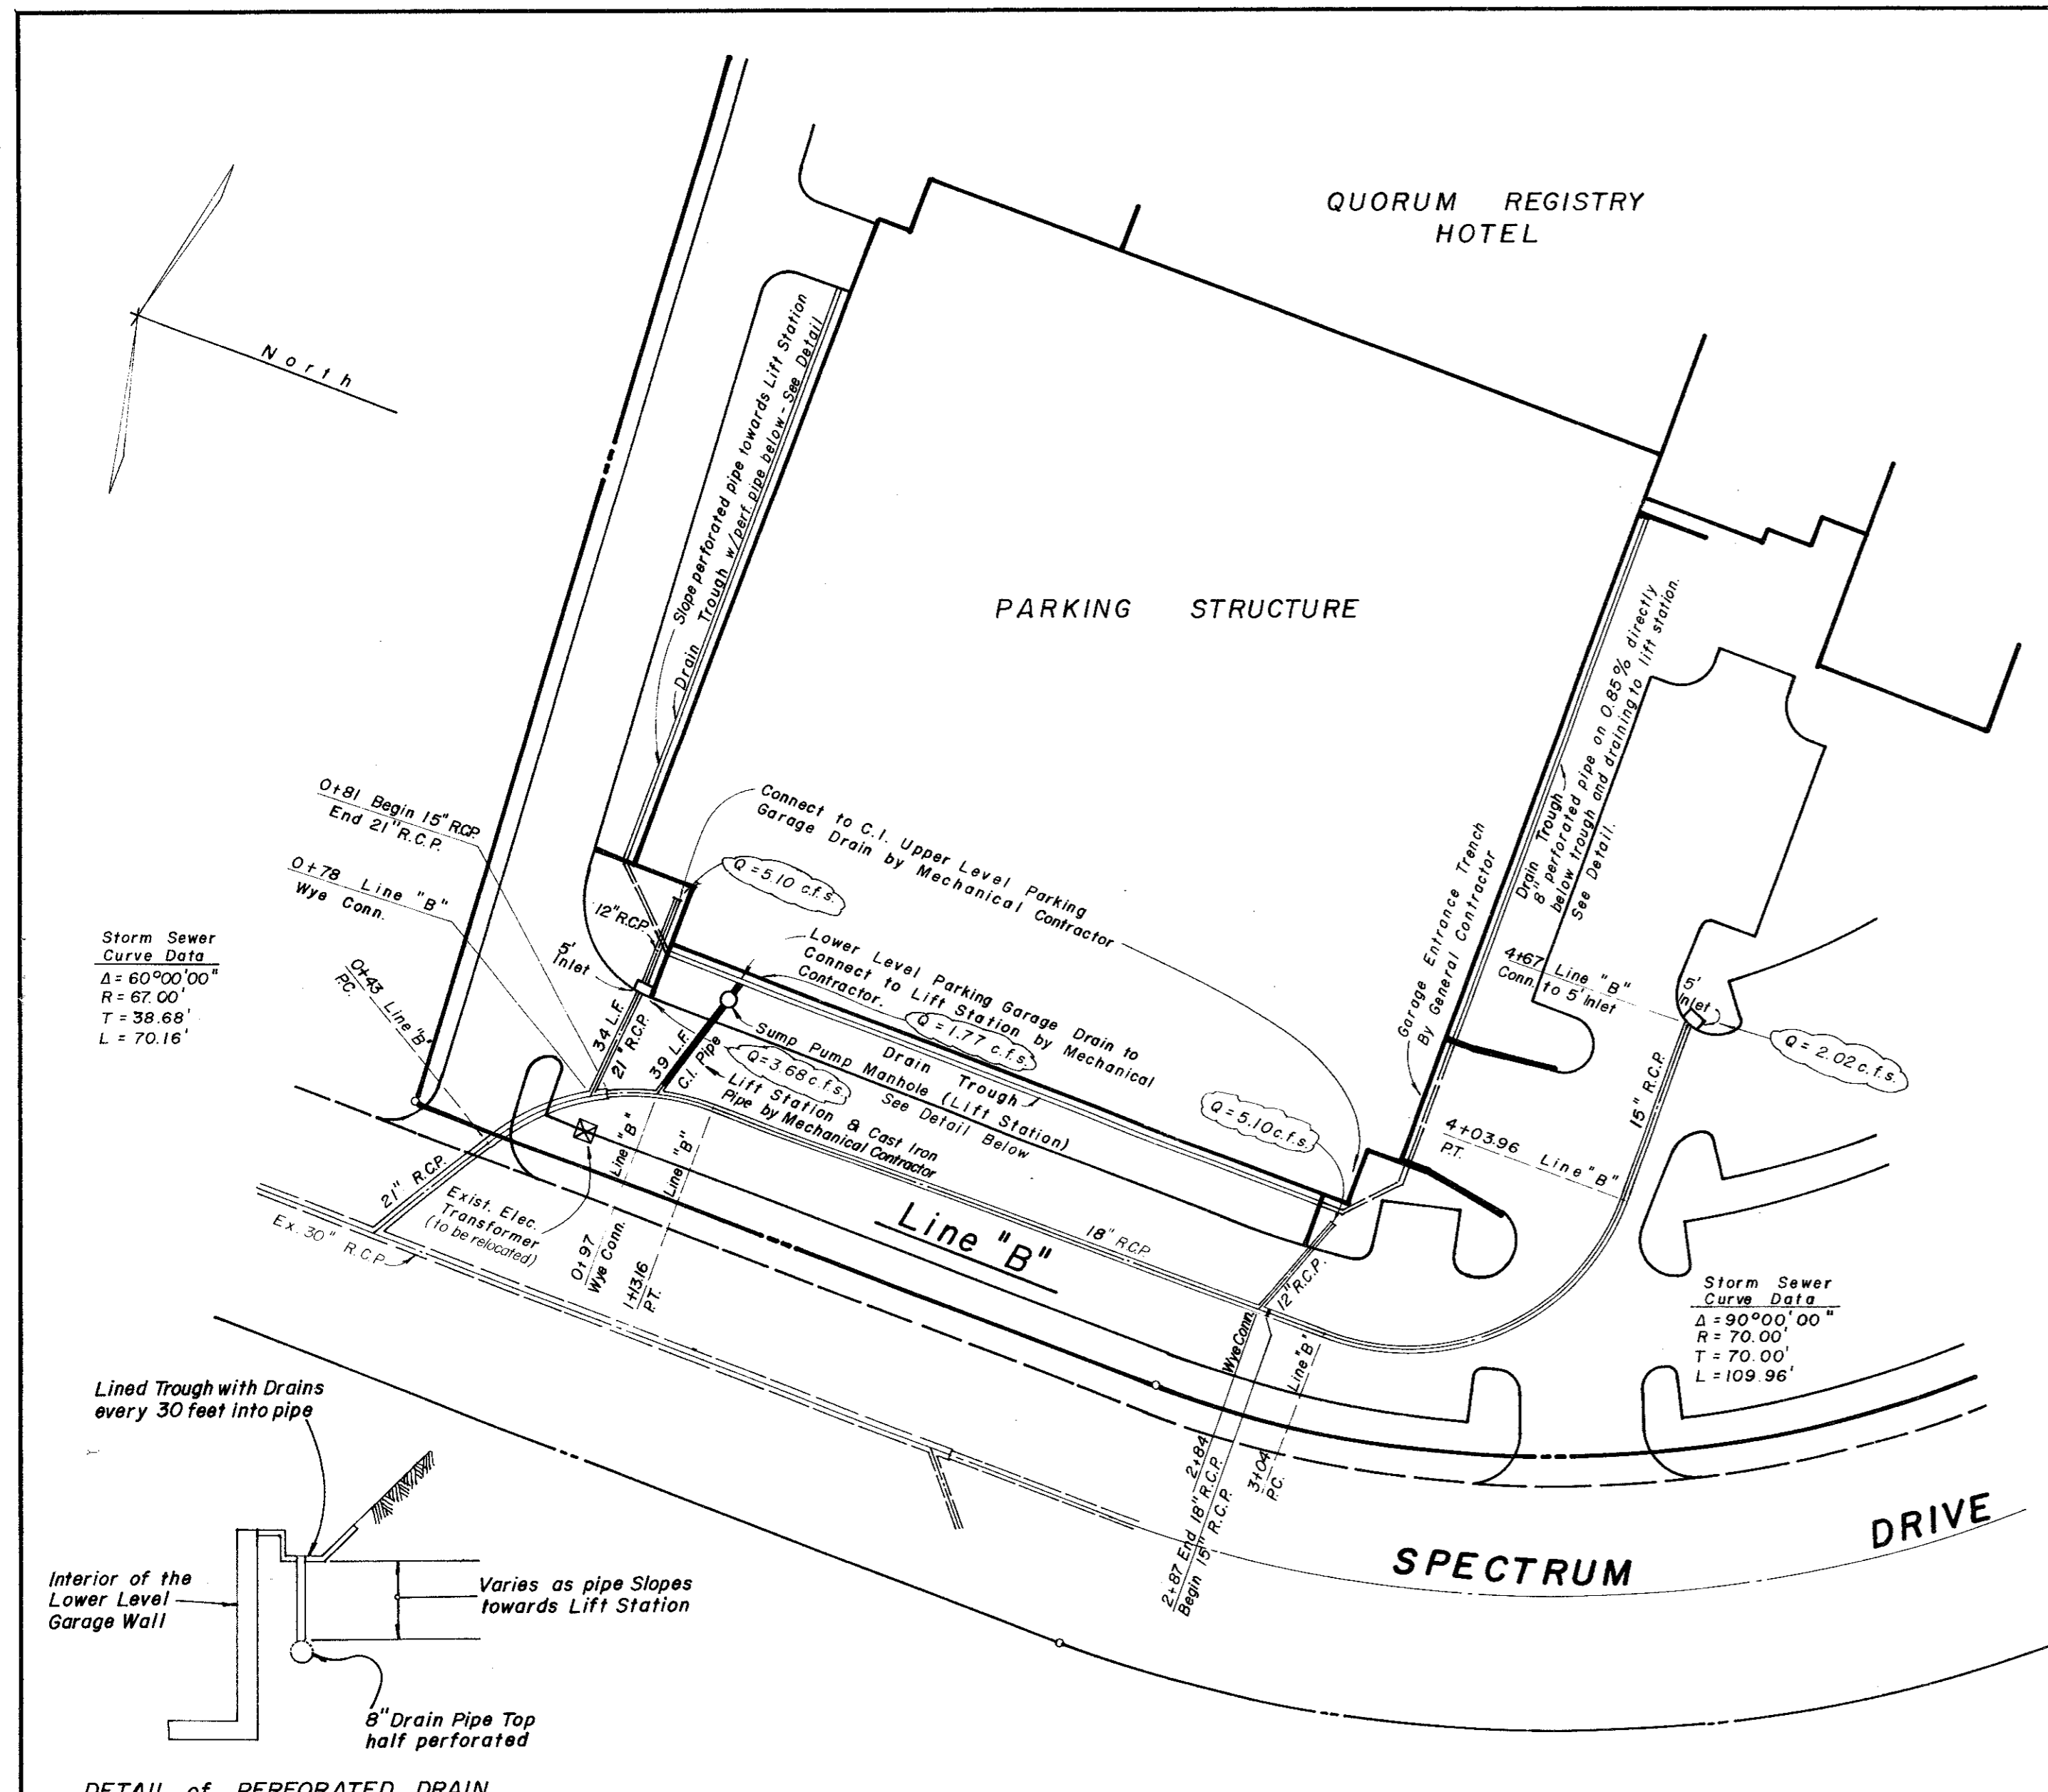 QUORUM REGISTRY
HOTEL
North
Slope perforated pipe towards Lift Station
Drain Trough w/perf. pipe below - See Detail
PARKING STRUCTURE
Drain Trough
8" perforated pipe on 0.85% directly
below trough and draining to lift station.
See Detail.
0+81 Begin 15" R.C.P.
End 21" R.C.P.
0+78 Line "B"
Wye Conn.
Connect to C.I. Upper Level Parking
Garage Drain by Mechanical Contractor
Q = 5.10 c.f.s.
12" R.C.P.
5'
Inlet
Storm Sewer
Curve Data
Δ = 60°00'00"
R = 67.00'
T = 38.68'
L = 70.16'
0+43 Line "B"
P.C.
Lower Level Parking Garage Drain to
Connect to Lift Station by Mechanical
Contractor.
Q = 1.77 c.f.s.
Garage Entrance Trench
By General Contractor
4+67 Line "B"
Conn. to 5' Inlet
5'
Inlet
Q = 2.02 c.f.s.
34 L.F.
21" R.C.P.
39 L.F.
C.I. Pipe
Q=3.68 c.f.s.
Drain Trough
Sump Pump Manhole (Lift Station)
See Detail Below
Lift Station & Cast Iron
Pipe by Mechanical Contractor
Q = 5.10 c.f.s.
15" R.C.P.
4+03.96 Line "B"
P.T.
21" R.C.P.
Ex. 30" R.C.P.
Exist. Elec.
Transformer
(to be relocated)
0+97 Line "B"
Wye Conn.
1+13.16 Line "B"
P.T.
Line "B"
18" R.C.P.
12" R.C.P.
Storm Sewer
Curve Data
Δ = 90°00'00"
R = 70.00'
T = 70.00'
L = 109.96'
2+84 Wye Conn.
2+87 End 18" R.C.P.
Begin 15" R.C.P.
3+04 Line "B"
P.C.
SPECTRUM DRIVE
Lined Trough with Drains
every 30 feet into pipe
Interior of the
Lower Level
Garage Wall
Varies as pipe Slopes
towards Lift Station
8" Drain Pipe Top
half perforated
DETAIL of PERFORATED DRAIN